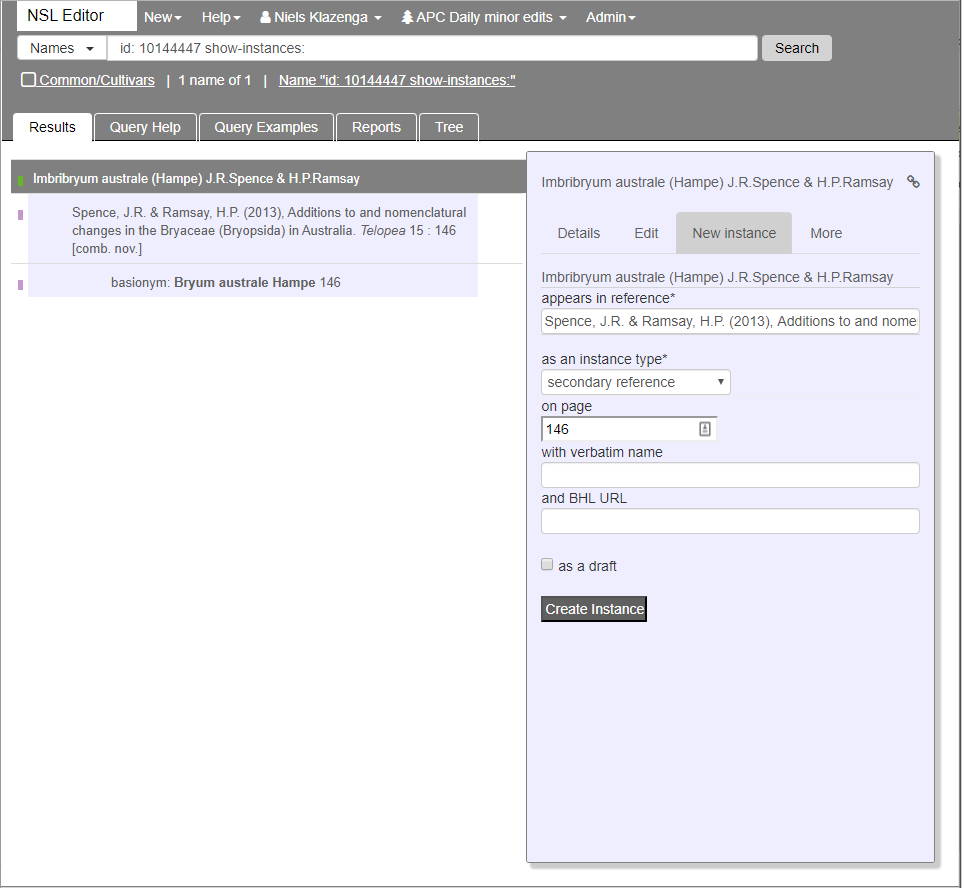 NSL Editor New Help Niels Klazenga APC Daily minor edits Admin
Names id: 10144447 show-instances: Search
Common/Cultivars | 1 name of 1 | Name "id: 10144447 show-instances:"
Results Query Help Query Examples Reports Tree
Imbribryum australe (Hampe) J.R.Spence & H.P.Ramsay
Spence, J.R. & Ramsay, H.P. (2013), Additions to and nomenclatural
changes in the Bryaceae (Bryopsida) in Australia. Telopea 15 : 146
[comb. nov.]
basionym: Bryum australe Hampe 146
Imbribryum australe (Hampe) J.R.Spence & H.P.Ramsay
Details Edit New instance More
Imbribryum australe (Hampe) J.R.Spence & H.P.Ramsay
appears in reference*
Spence, J.R. & Ramsay, H.P. (2013), Additions to and nome
as an instance type*
secondary reference
on page
146
with verbatim name
and BHL URL
as a draft
Create Instance